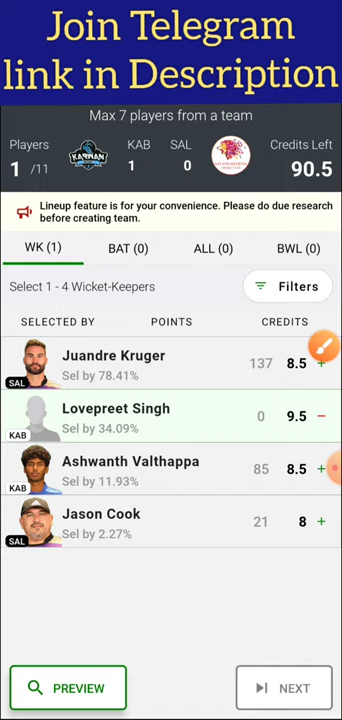 Join Telegram
link in Description
Max 7 players from a team
Players KAB SAL Credits Left
1 /11 1 0 90.5
Lineup feature is for your convenience. Please do due research
before creating team.
WK (1) BAT (0) ALL (0) BWL (0)
Select 1 - 4 Wicket-Keepers Filters
SELECTED BY POINTS CREDITS
Juandre Kruger
137 8.5 +
Sel by 78.41%
SAL
Lovepreet Singh
0 9.5 −
Sel by 34.09%
KAB
Ashwanth Valthappa
85 8.5 +
Sel by 11.93%
KAB
Jason Cook
21 8 +
Sel by 2.27%
SAL
PREVIEW NEXT